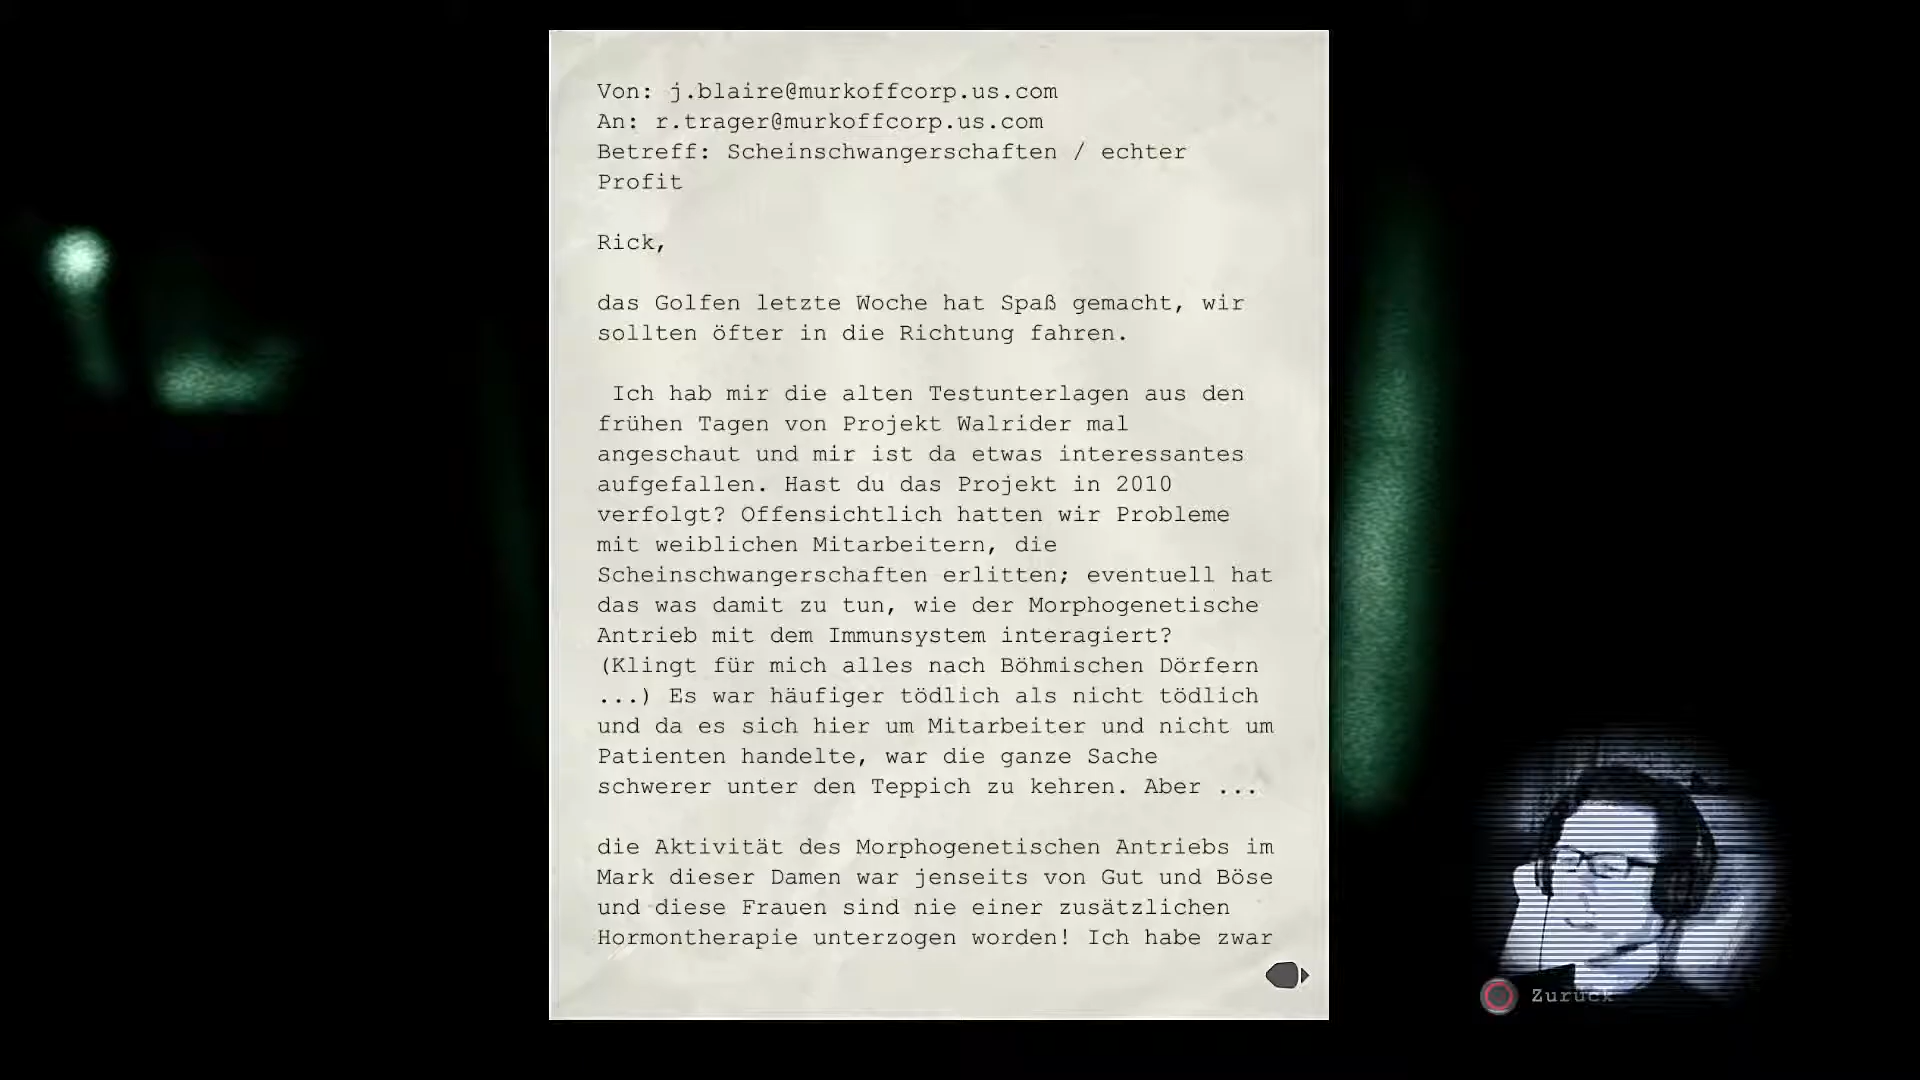 Von: j.blaire@murkoffcorp.us.com
An: r.trager@murkoffcorp.us.com
Betreff: Scheinschwangerschaften / echter
Profit
Rick,
das Golfen letzte Woche hat Spaß gemacht, wir
sollten öfter in die Richtung fahren.
Ich hab mir die alten Testunterlagen aus den
frühen Tagen von Projekt Walrider mal
angeschaut und mir ist da etwas interessantes
aufgefallen. Hast du das Projekt in 2010
verfolgt? Offensichtlich hatten wir Probleme
mit weiblichen Mitarbeitern, die
Scheinschwangerschaften erlitten; eventuell hat
das was damit zu tun, wie der Morphogenetische
Antrieb mit dem Immunsystem interagiert?
(Klingt für mich alles nach Böhmischen Dörfern
...) Es war häufiger tödlich als nicht tödlich
und da es sich hier um Mitarbeiter und nicht um
Patienten handelte, war die ganze Sache
schwerer unter den Teppich zu kehren. Aber ...
die Aktivität des Morphogenetischen Antriebs im
Mark dieser Damen war jenseits von Gut und Böse
und diese Frauen sind nie einer zusätzlichen
Hormontherapie unterzogen worden! Ich habe zwar
Zurück